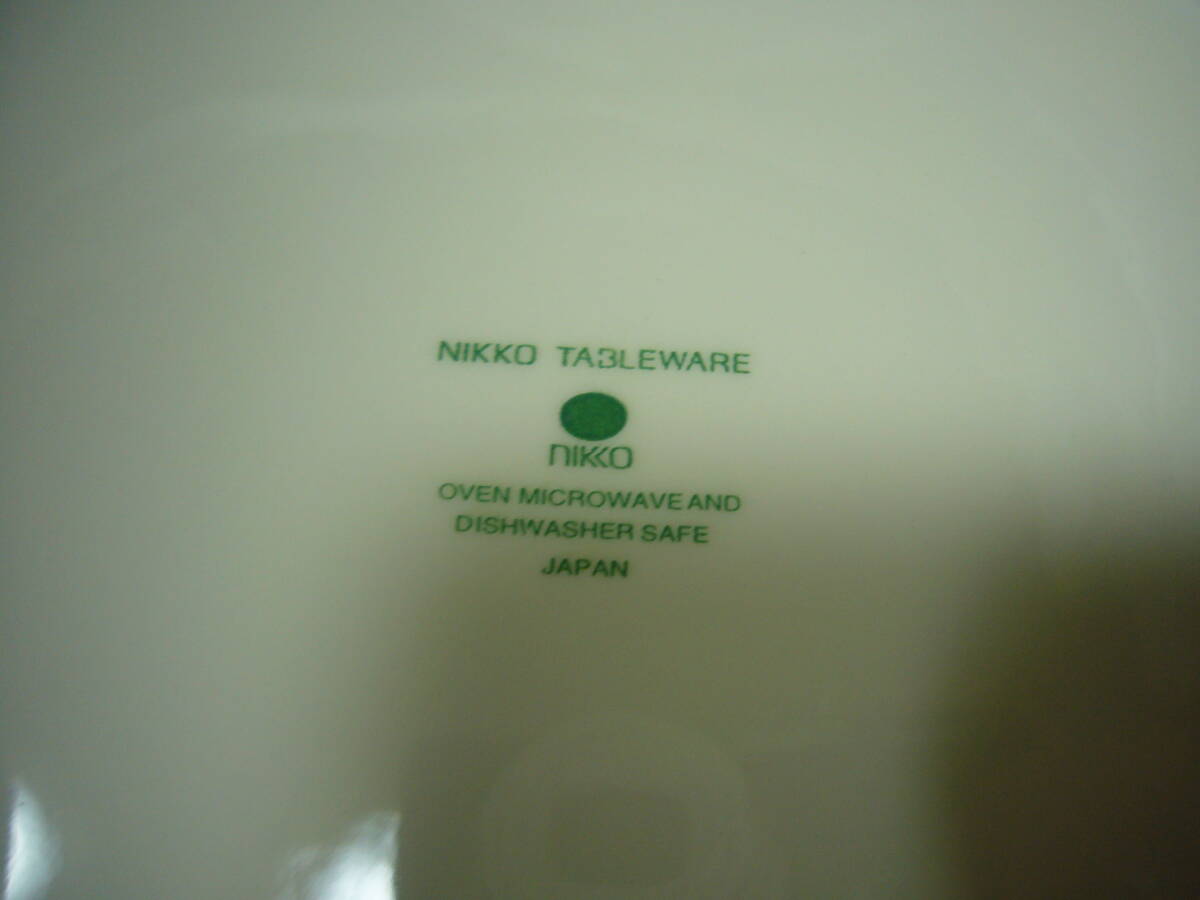 NIKKO TABLEWARE
nIKKO
OVEN MICROWAVE AND
DISHWASHER SAFE
JAPAN